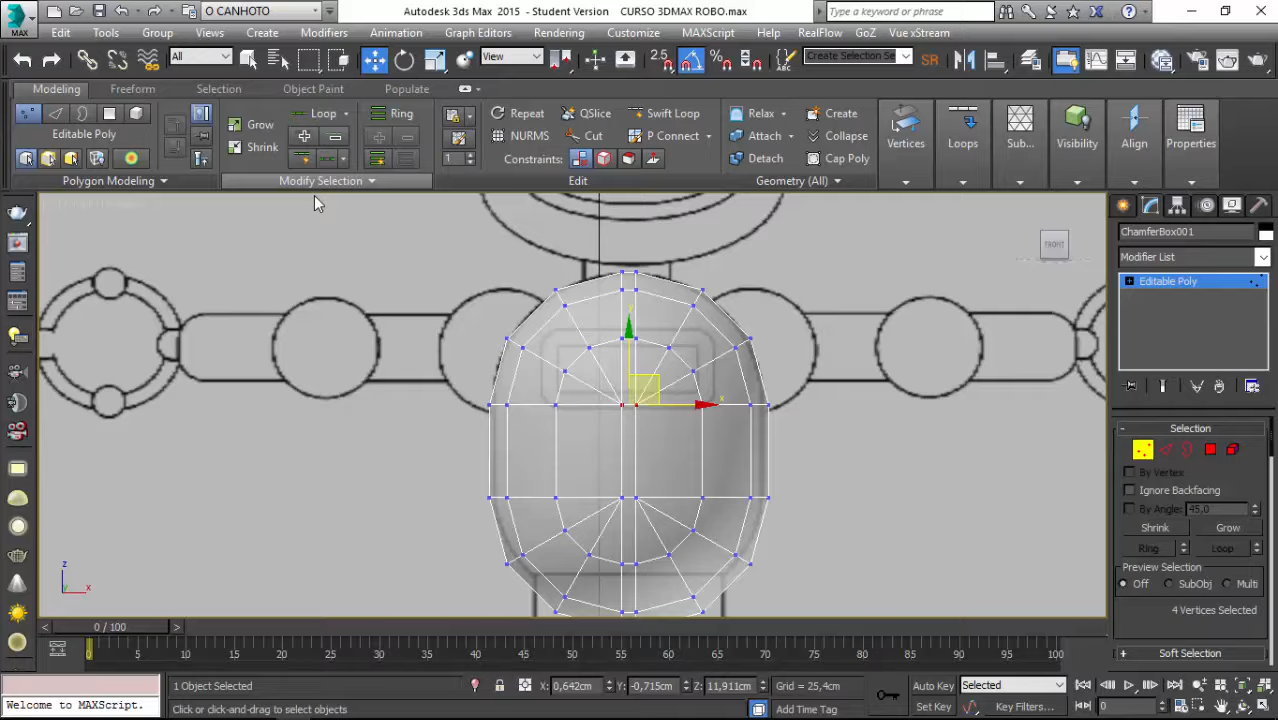 MAX
O CANHOTO
Autodesk 3ds Max 2015 - Student Version CURSO 3DMAX ROBO.max
Type a keyword or phrase
Edit Tools Group Views Create Modifiers Animation Graph Editors Rendering Customize MAXScript Help RealFlow GoZ Vue xStream
All View 2.5 Create Selection Se SR
Modeling Freeform Selection Object Paint Populate
Loop Ring Repeat QSlice Swift Loop Relax Create
Grow
Editable Poly NURMS Cut P Connect Attach Collapse Vertices Loops Sub... Visibility Align Properties
Shrink
1 Constraints: Detach Cap Poly
Polygon Modeling Modify Selection Edit Geometry (All)
FRONT
ChamferBox001
Modifier List
Editable Poly
y
x
Selection
By Vertex
Ignore Backfacing
By Angle: 45,0
Shrink Grow
Ring Loop
Preview Selection
Off SubObj Multi
4 Vertices Selected
z
y x
0 / 100
Soft Selection
0 5 10 15 20 25 30 35 40 45 50 55 60 65 70 75 80 85 90 95 100
1 Object Selected X: 0,642cm Y: -0,715cm Z: 11,911cm Grid = 25,4cm Auto Key Selected
Welcome to MAXScript. Click or click-and-drag to select objects Add Time Tag Set Key Key Filters... 0